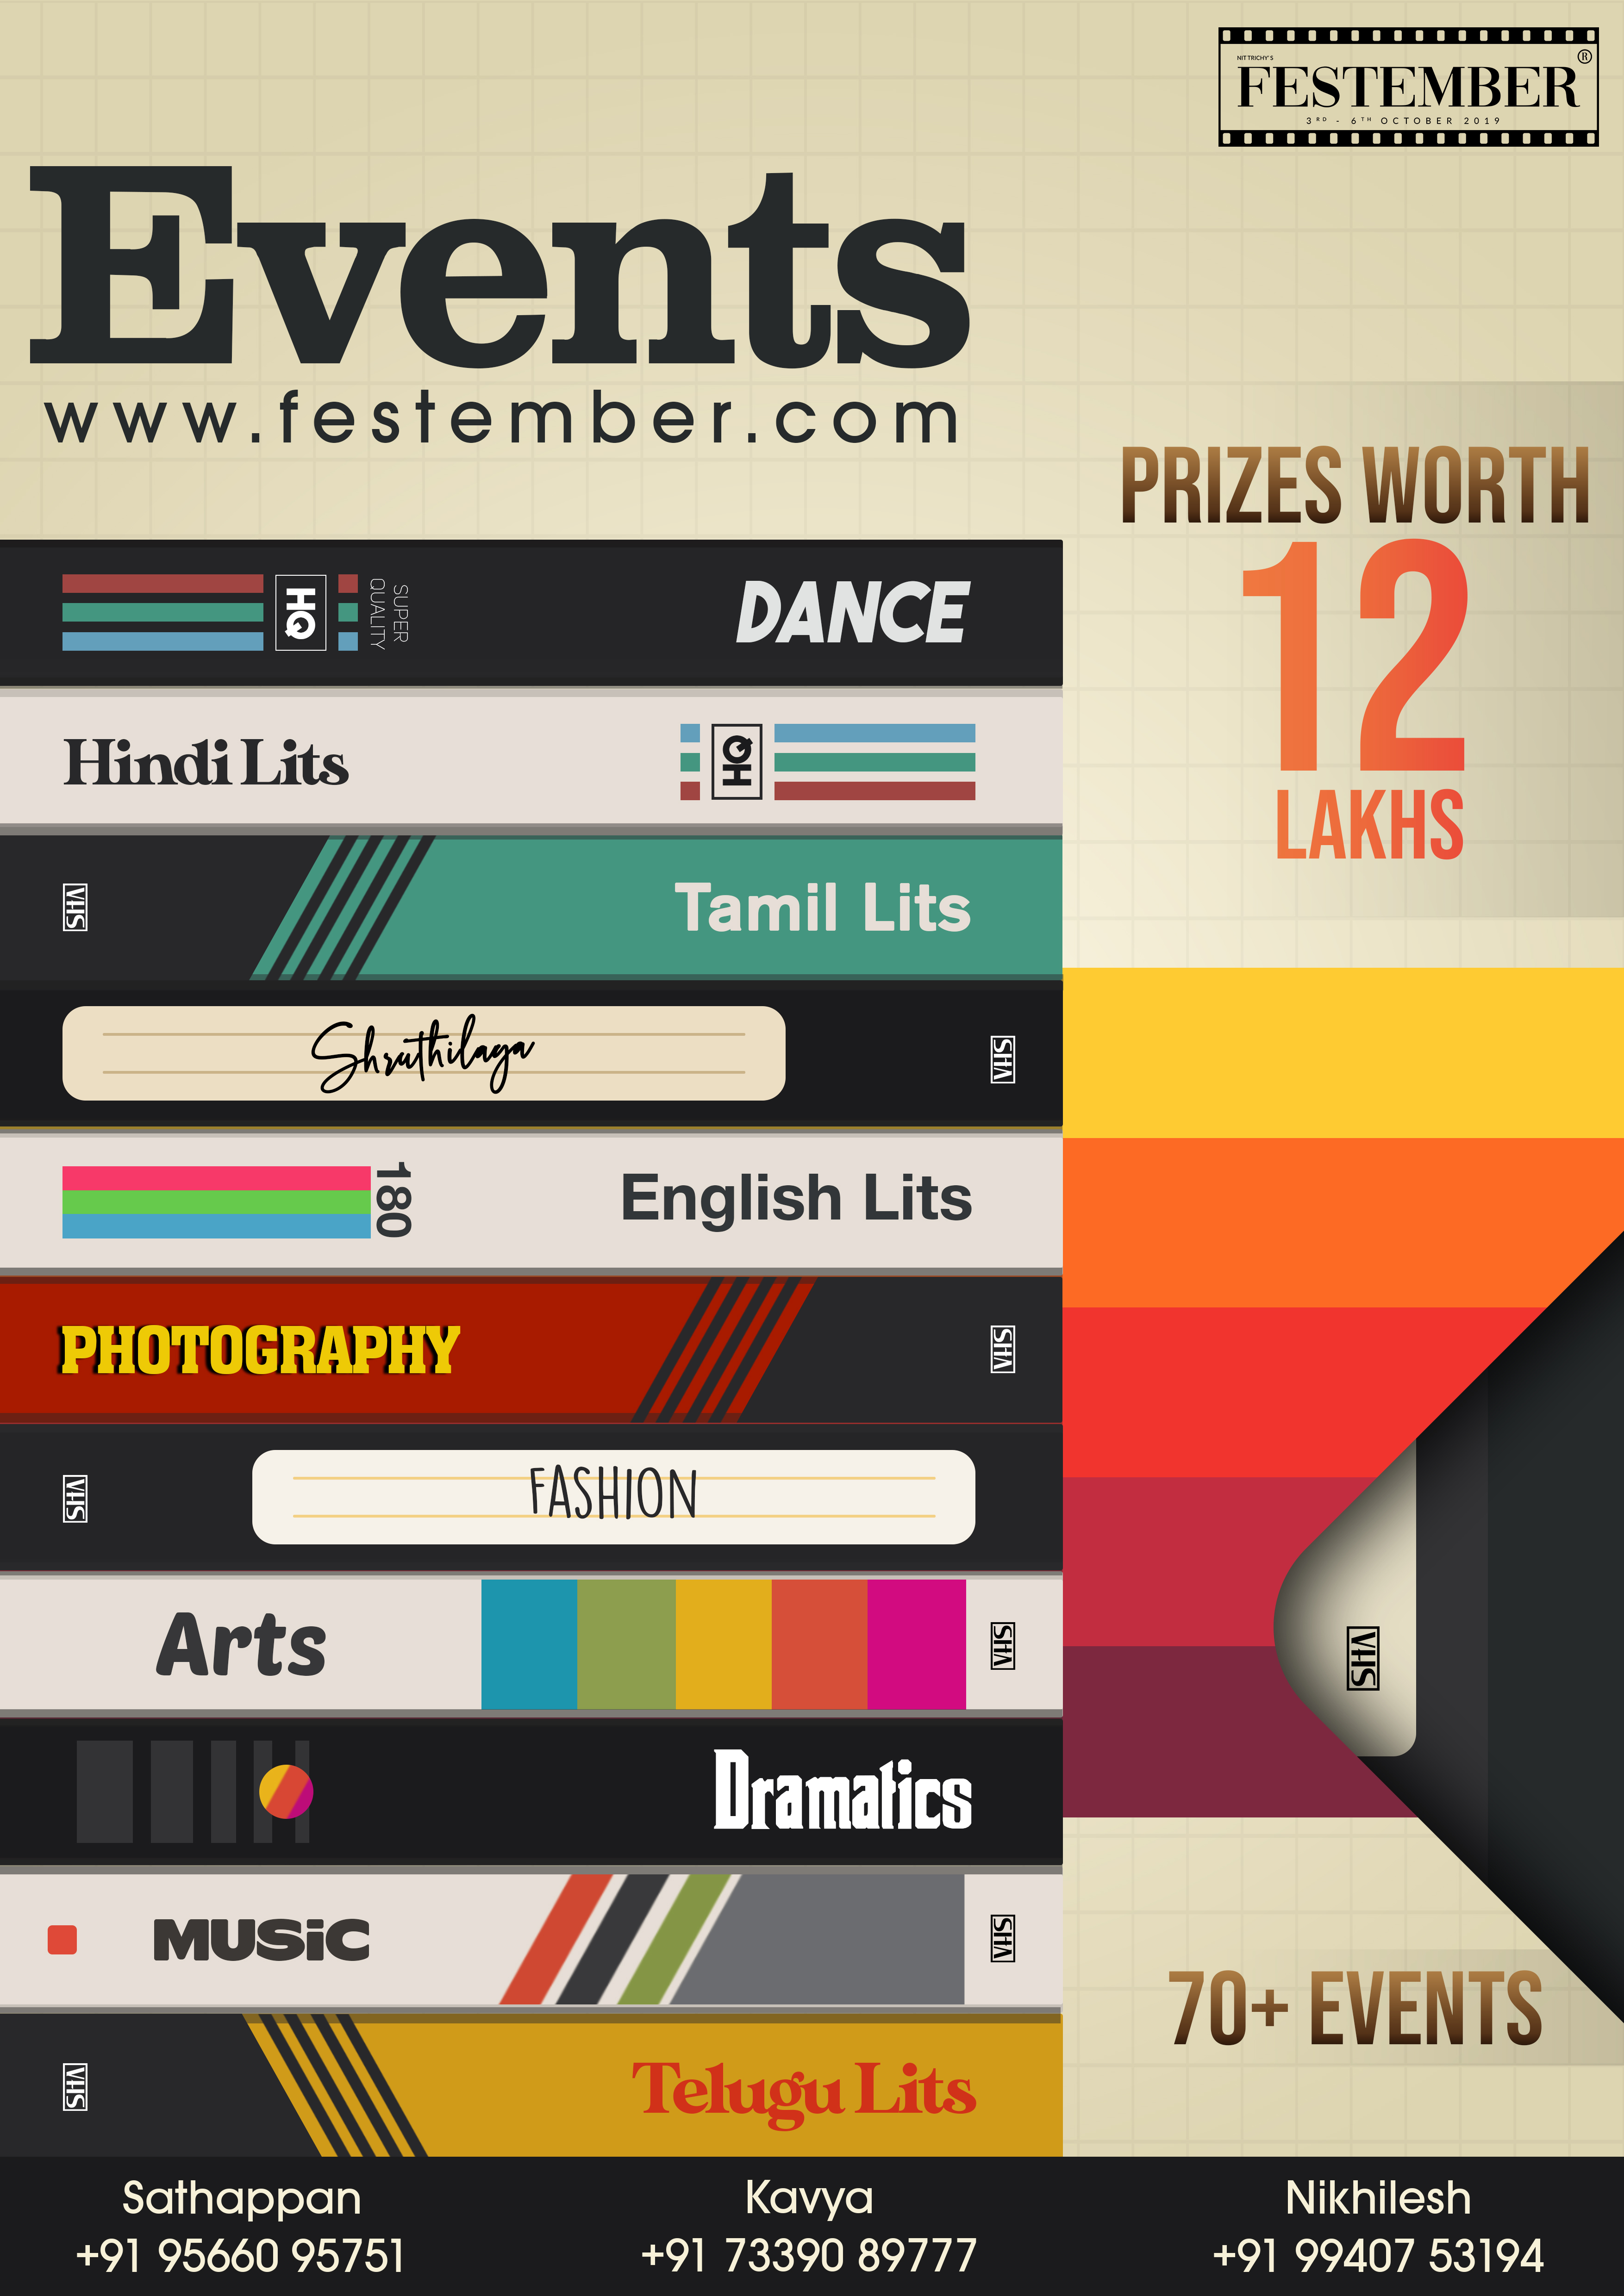 NIT TRICHY'S
FESTEMBER®
3RD - 6TH OCTOBER 2019
Events
www.festember.com
PRIZES WORTH
12
LAKHS
HQ
SUPER
QUALITY
DANCE
Hindi Lits
HQ
VHS
Tamil Lits
Shruthilaya
VHS
180
English Lits
PHOTOGRAPHY
VHS
VHS
FASHION
Arts
VHS
VHS
Dramatics
MUSiC
VHS
70+ EVENTS
VHS
Telugu Lits
Sathappan
+91 95660 95751
Kavya
+91 73390 89777
Nikhilesh
+91 99407 53194